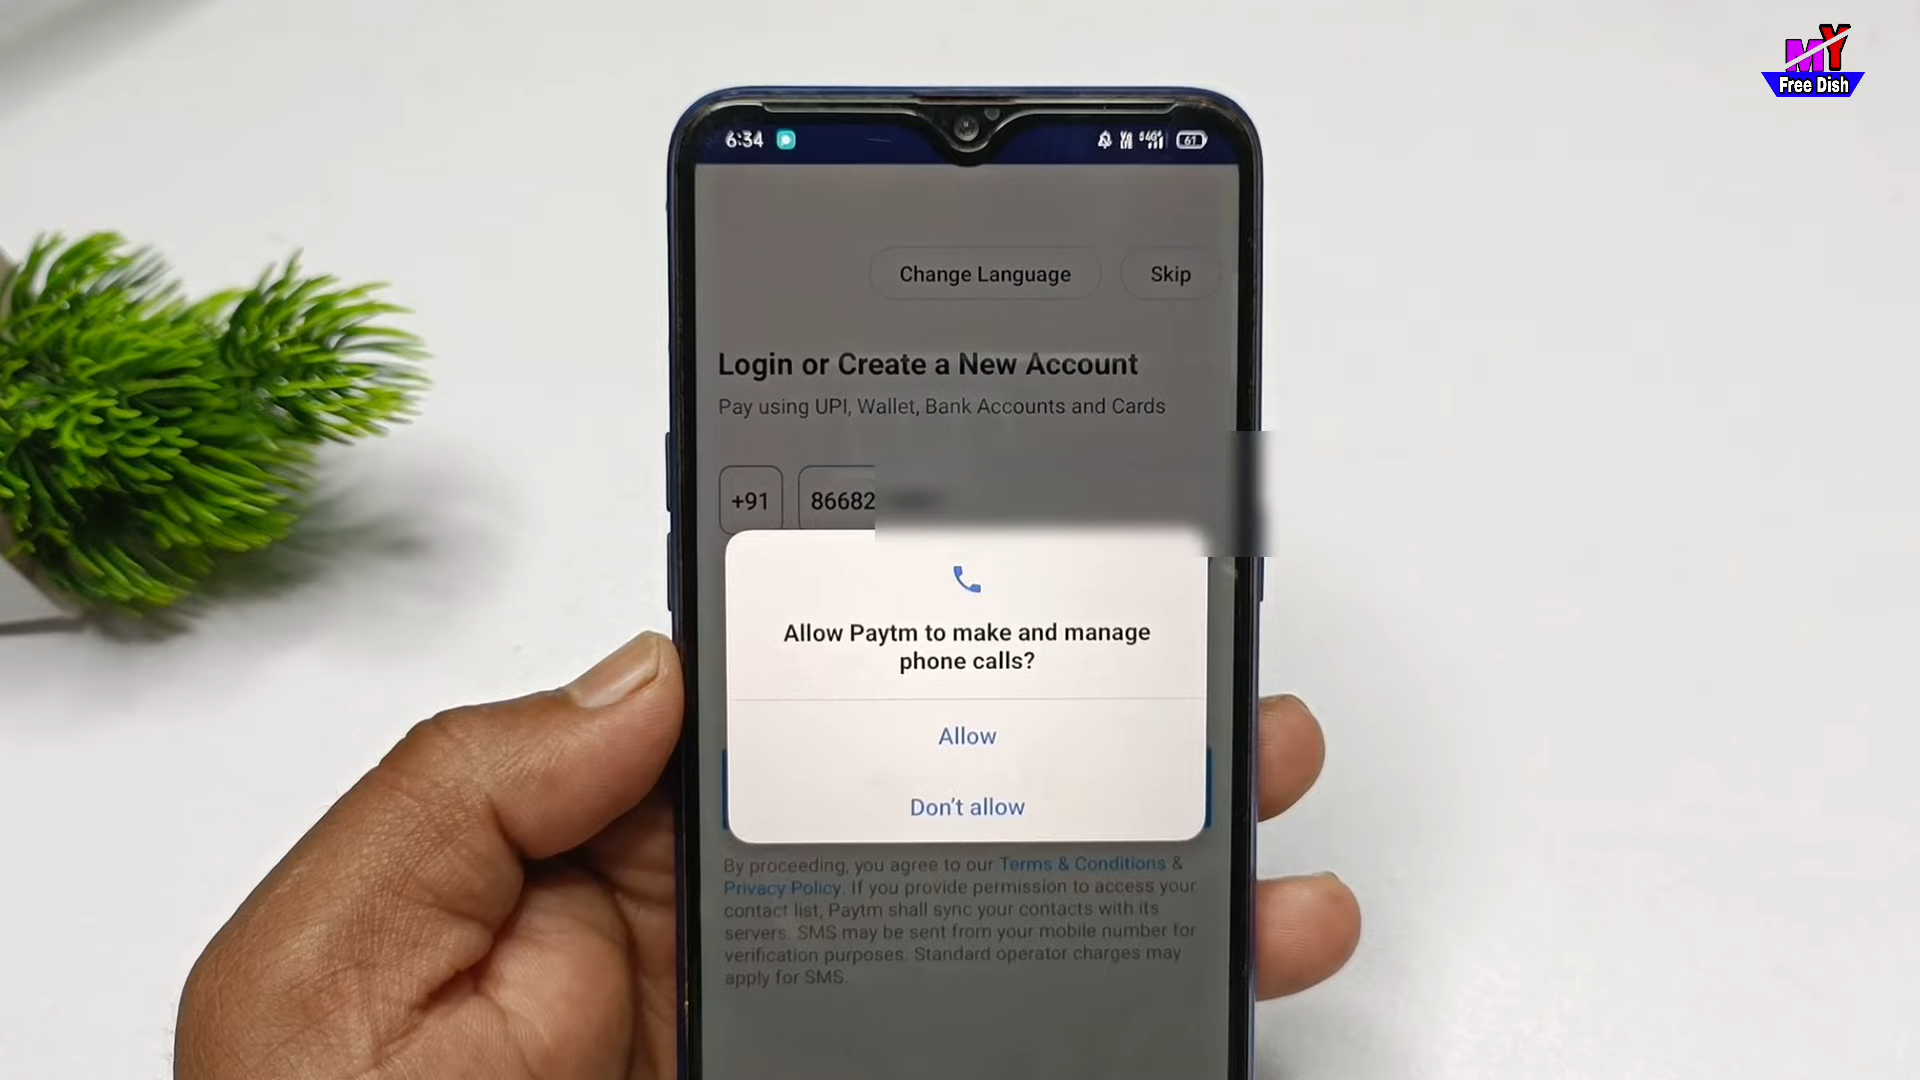 MY
Free Dish
6:34
61
Change Language
Skip
Login or Create a New Account
Pay using UPI, Wallet, Bank Accounts and Cards
+91
86682
Allow Paytm to make and manage
phone calls?
Allow
Don't allow
By proceeding, you agree to our Terms & Conditions &
Privacy Policy. If you provide permission to access your
contact list, Paytm shall sync your contacts with its
servers. SMS may be sent from your mobile number for
verification purposes. Standard operator charges may
apply for SMS.